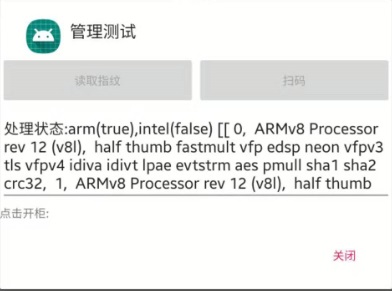 管理测试
读取指纹
扫码
处理状态:arm(true),intel(false) [[ 0,  ARMv8 Processor
rev 12 (v8l),  half thumb fastmult vfp edsp neon vfpv3
tls vfpv4 idiva idivt lpae evtstrm aes pmull sha1 sha2
crc32,  1,  ARMv8 Processor rev 12 (v8l),  half thumb
点击开柜:
关闭